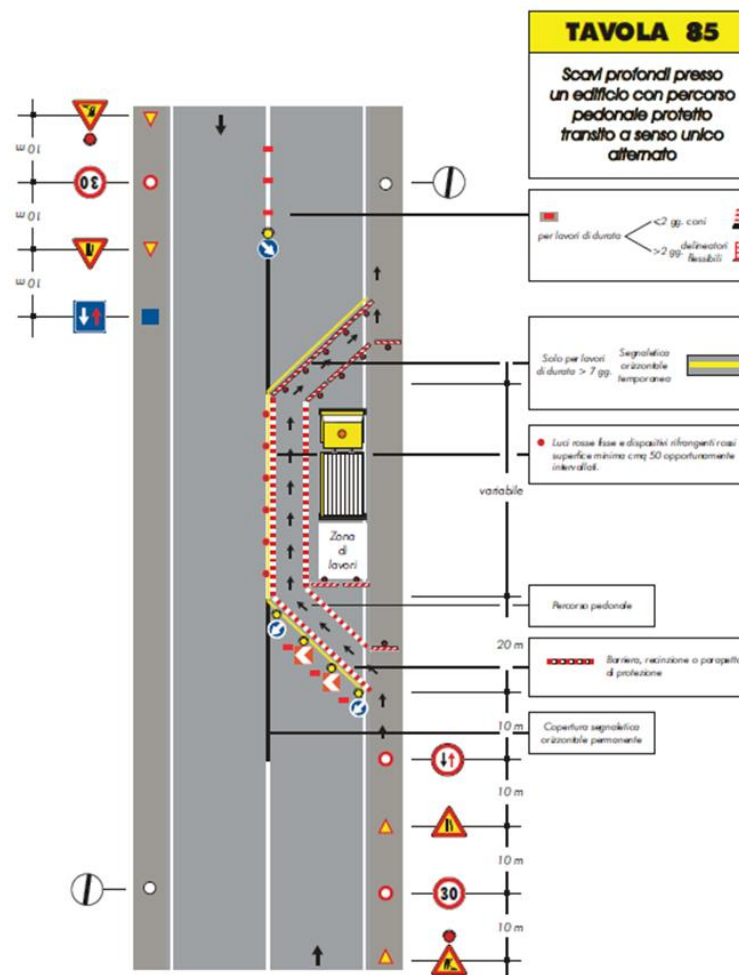 TAVOLA 85
Scavi profondi presso
un edificio con percorso
pedonale protetto
transito a senso unico
alternato
10 m
30
10 m
10 m
per lavori di durata
<2 gg. coni
>2 gg. delineatori
flessibili
Solo per lavori
di durata > 7 gg.
Segnaletica
orizzontale
temporanea
Luci rosse fisse e dispositivi rifrangenti rossi
superfice minima cmq 50 opportunamente
intervallati.
variabile
Zona
di
lavori
Percorso pedonale
20 m
Barriera, recinzione o parapetto
di protezione
10 m
Copertura segnaletica
orizzontale permanente
10 m
10 m
30
10 m